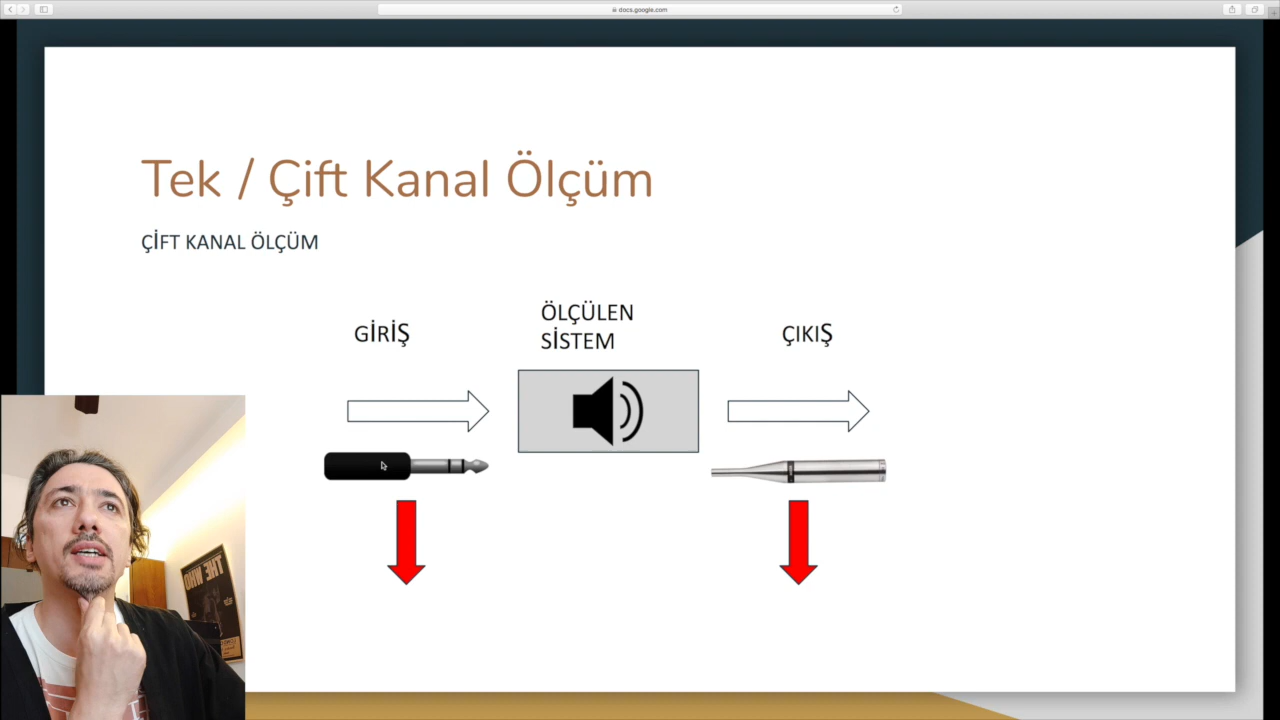 docs.google.com
Tek / Çift Kanal Ölçüm
ÇİFT KANAL ÖLÇÜM
GİRİŞ
ÖLÇÜLEN
SİSTEM
ÇIKIŞ
THE WHO